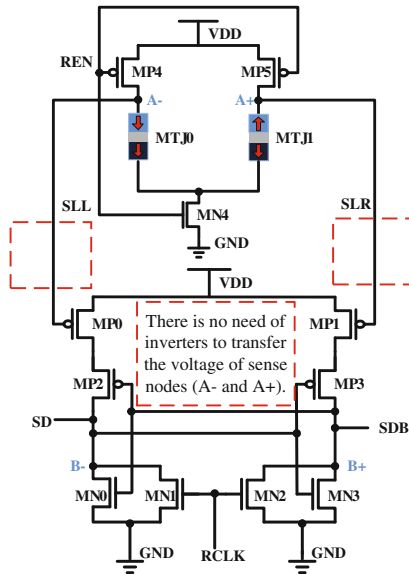 VDD
REN
MP4
MP5
A-
A+
MTJ0
MTJ1
SLL
SLR
MN4
GND
VDD
MP0
MP1
There is no need of
inverters to transfer
the voltage of sense
nodes (A- and A+).
MP2
MP3
SD
SDB
B-
B+
MN0
MN1
MN2
MN3
GND
RCLK
GND